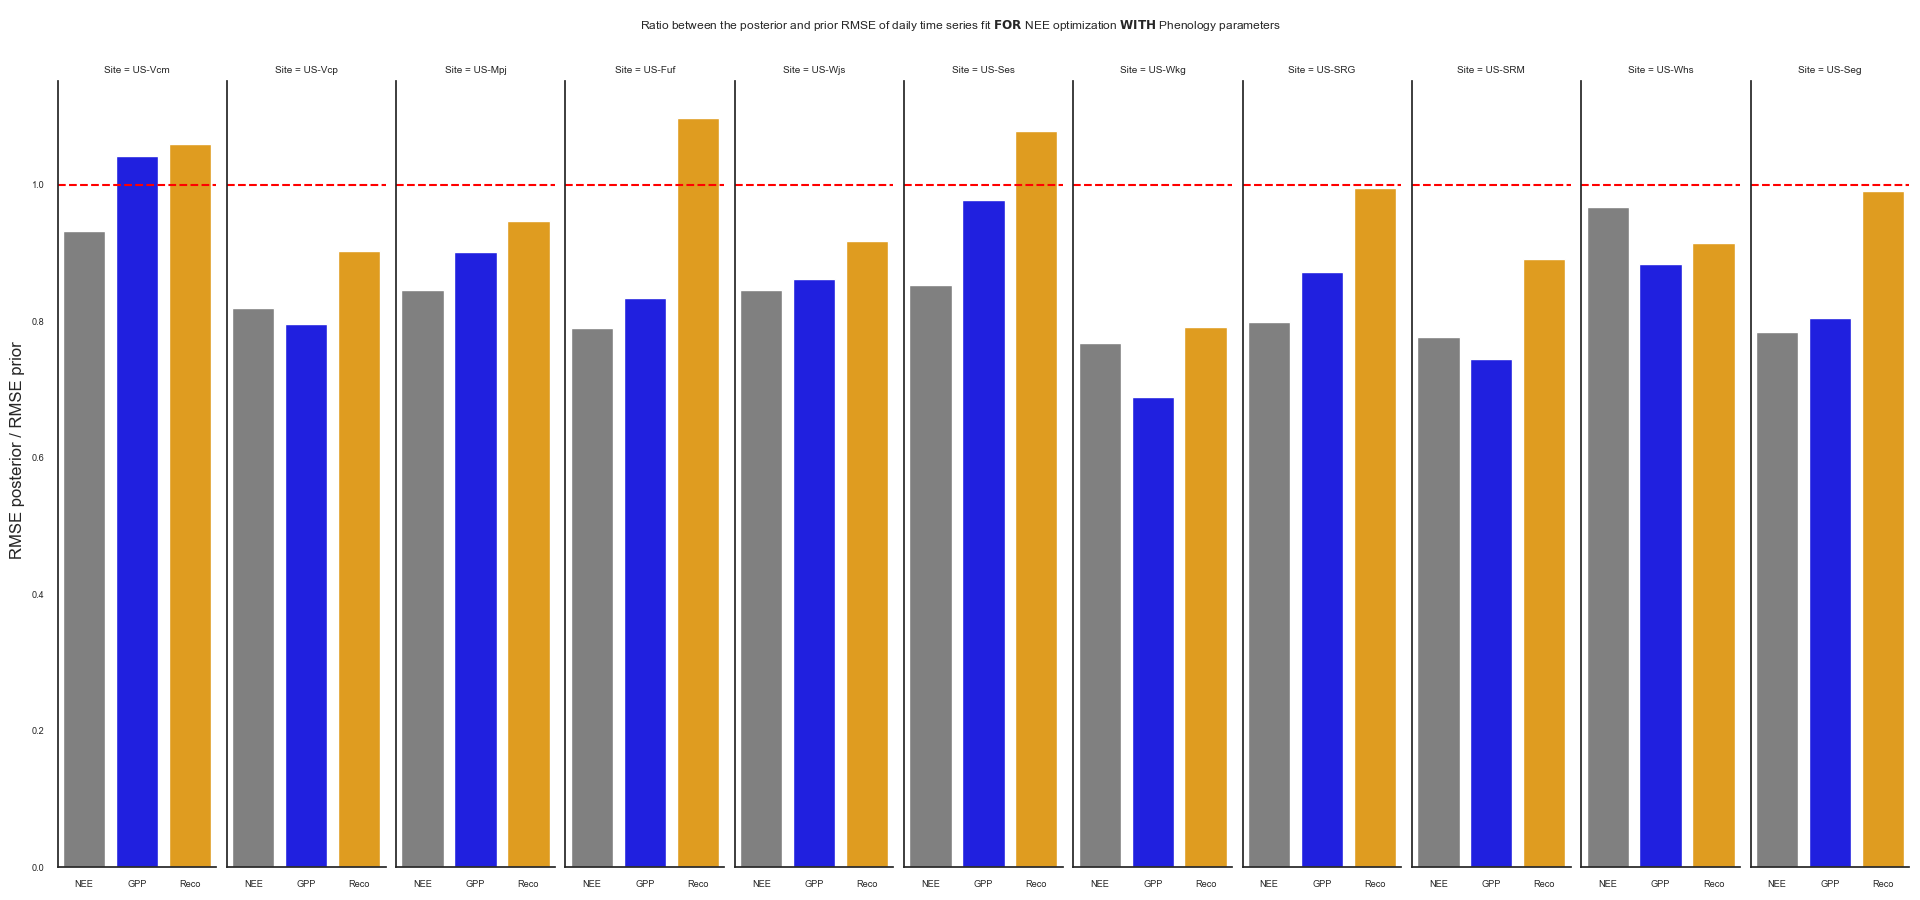 Ratio between the posterior and prior RMSE of daily time series fit FOR NEE optimization WITH Phenology parameters
Site = US-Vcm
Site = US-Vcp
Site = US-Mpj
Site = US-Fuf
Site = US-Wjs
Site = US-Ses
Site = US-Wkg
Site = US-SRG
Site = US-SRM
Site = US-Whs
Site = US-Seg
RMSE posterior / RMSE prior
1.0
0.8
0.6
0.4
0.2
0.0
NEE GPP Reco
NEE GPP Reco
NEE GPP Reco
NEE GPP Reco
NEE GPP Reco
NEE GPP Reco
NEE GPP Reco
NEE GPP Reco
NEE GPP Reco
NEE GPP Reco
NEE GPP Reco